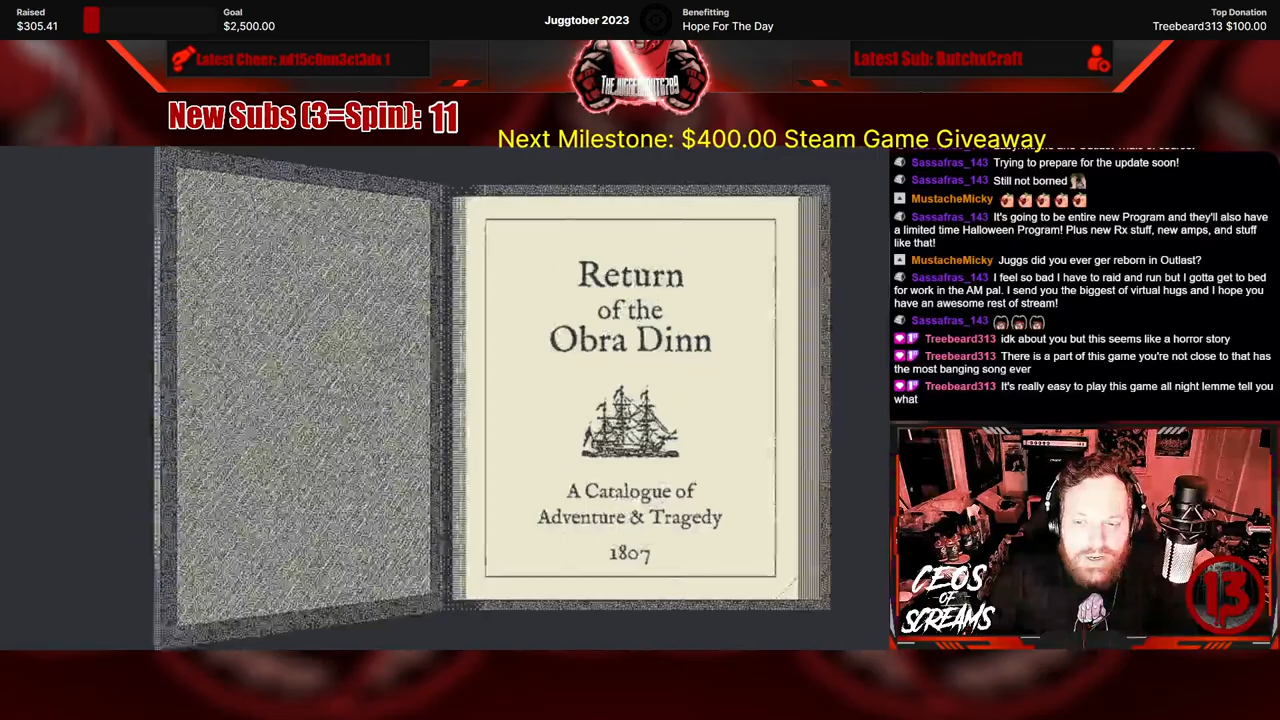 Raised
$305.41
Goal
$2,500.00
Juggtober 2023
Benefitting
Hope For The Day
Top Donation
Treebeard313 $100.00
Latest Cheer: xd15c0nn3ct3dx 1
Latest Sub: ButchxCraft
New Subs (3=Spin): 11
Next Milestone: $400.00 Steam Game Giveaway
Return
of the
Obra Dinn
A Catalogue of
Adventure & Tragedy
1807
Sassafras_143 Trying to prepare for the update soon!
Sassafras_143 Still not borned
MustacheMicky
Sassafras_143 It's going to be entire new Program and they'll also have
a limited time Halloween Program! Plus new Rx stuff, new amps, and stuff
like that!
MustacheMicky Juggs did you ever ger reborn in Outlast?
Sassafras_143 I feel so bad I have to raid and run but I gotta get to bed
for work in the AM pal. I send you the biggest of virtual hugs and I hope you
have an awesome rest of stream!
Sassafras_143
Treebeard313 idk about you but this seems like a horror story
Treebeard313 There is a part of this game you're not close to that has
the most banging song ever
Treebeard313 It's really easy to play this game all night lemme tell you
what
CEOS
OF
SCREAMS
13